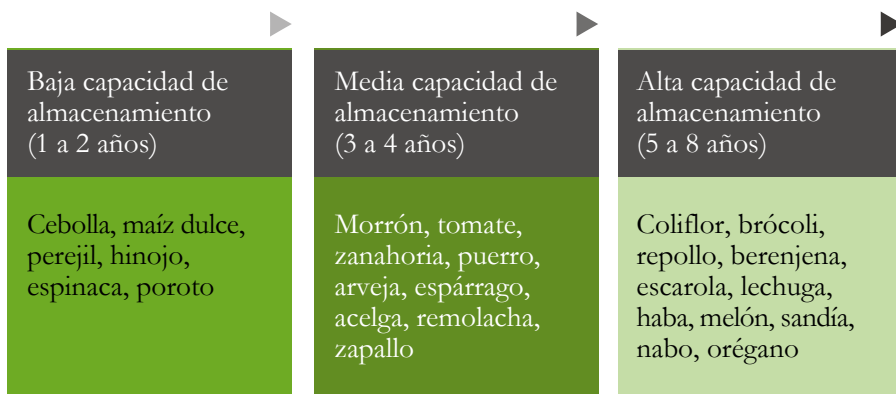 Baja capacidad de
almacenamiento
(1 a 2 años)
Cebolla, maíz dulce,
perejil, hinojo,
espinaca, poroto
Media capacidad de
almacenamiento
(3 a 4 años)
Morrón, tomate,
zanahoria, puerro,
arveja, espárrago,
acelga, remolacha,
zapallo
Alta capacidad de
almacenamiento
(5 a 8 años)
Coliflor, brócoli,
repollo, berenjena,
escarola, lechuga,
haba, melón, sandía,
nabo, orégano